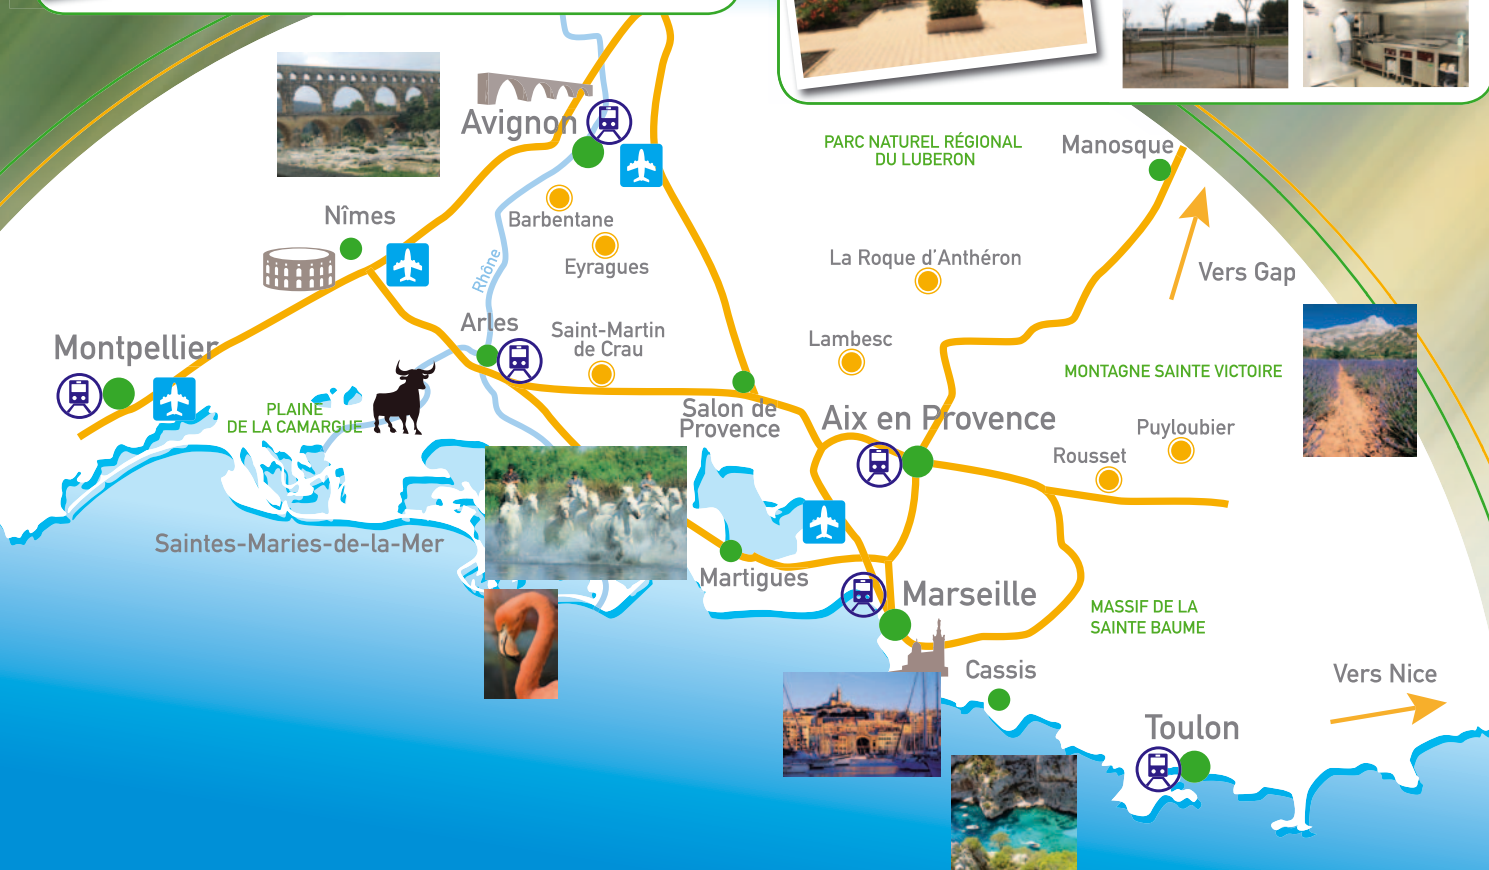 Avignon
PARC NATUREL RÉGIONAL
DU LUBERON
Manosque
Nîmes
Barbentane
Eyragues
La Roque d’Anthéron
Vers Gap
Rhône
Arles
Saint-Martin
de Crau
Lambesc
Montpellier
MONTAGNE SAINTE VICTOIRE
PLAINE
DE LA CAMARGUE
Salon de
Provence
Aix en Provence
Puyloubier
Rousset
Saintes-Maries-de-la-Mer
Martigues
Marseille
MASSIF DE LA
SAINTE BAUME
Cassis
Vers Nice
Toulon